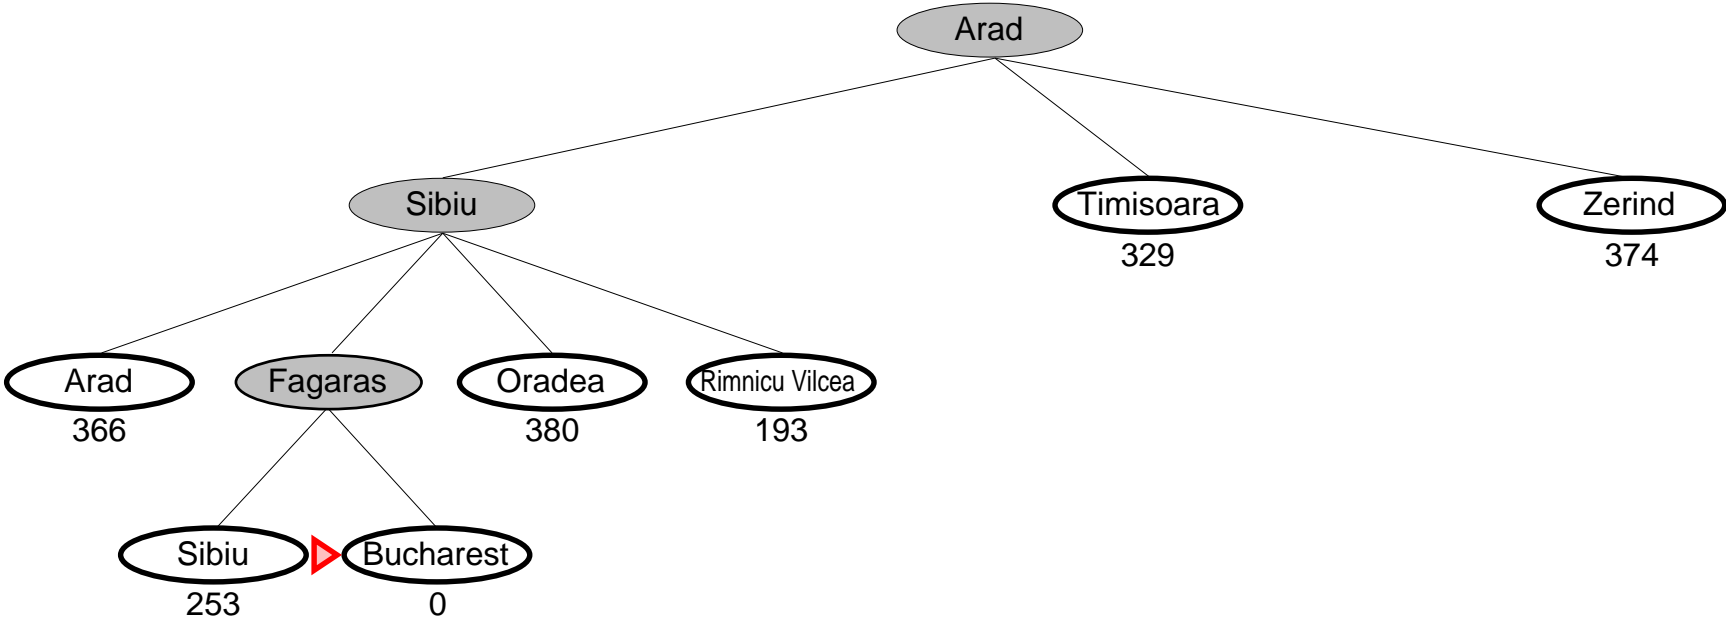 Arad
Sibiu
Timisoara
Zerind
329
374
Arad
Fagaras
Oradea
Rimnicu Vilcea
366
380
193
Sibiu
Bucharest
253
0